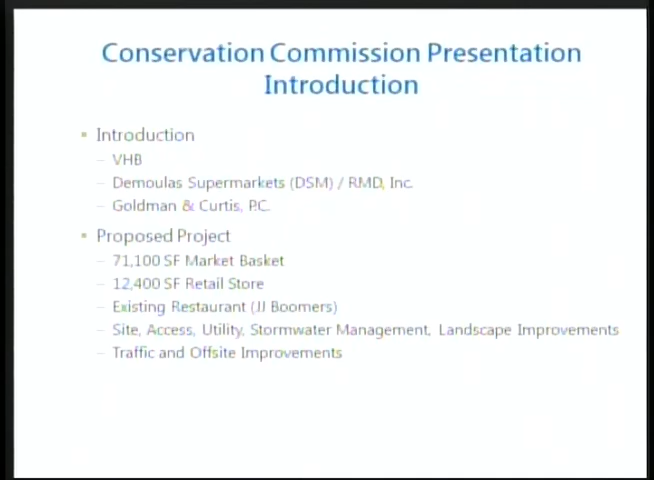 Conservation Commission Presentation
Introduction
Introduction
VHB
Demoulas Supermarkets (DSM) / RMD, Inc.
Goldman & Curtis, P.C.
Proposed Project
71,100 SF Market Basket
12,400 SF Retail Store
Existing Restaurant (JJ Boomers)
Site, Access, Utility, Stormwater Management, Landscape Improvements
Traffic and Offsite Improvements